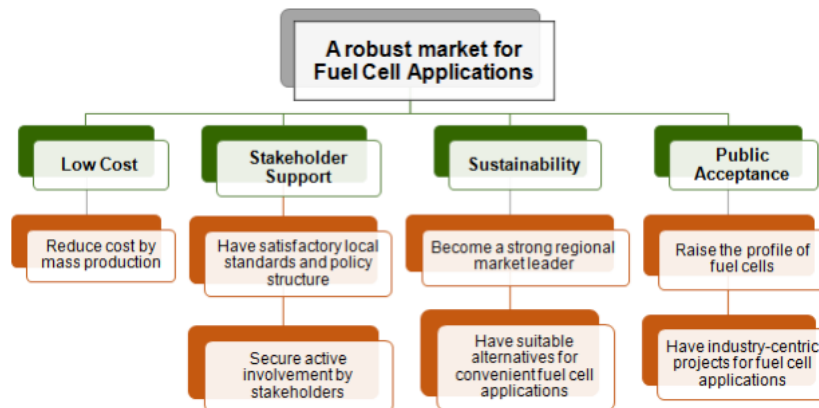 A robust market for
Fuel Cell Applications
Low Cost
Stakeholder
Support
Sustainability
Public
Acceptance
Reduce cost by
mass production
Have satisfactory local
standards and policy
structure
Become a strong regional
market leader
Raise the profile of
fuel cells
Secure active
involvement by
stakeholders
Have suitable
alternatives for
convenient fuel cell
applications
Have industry-centric
projects for fuel cell
applications